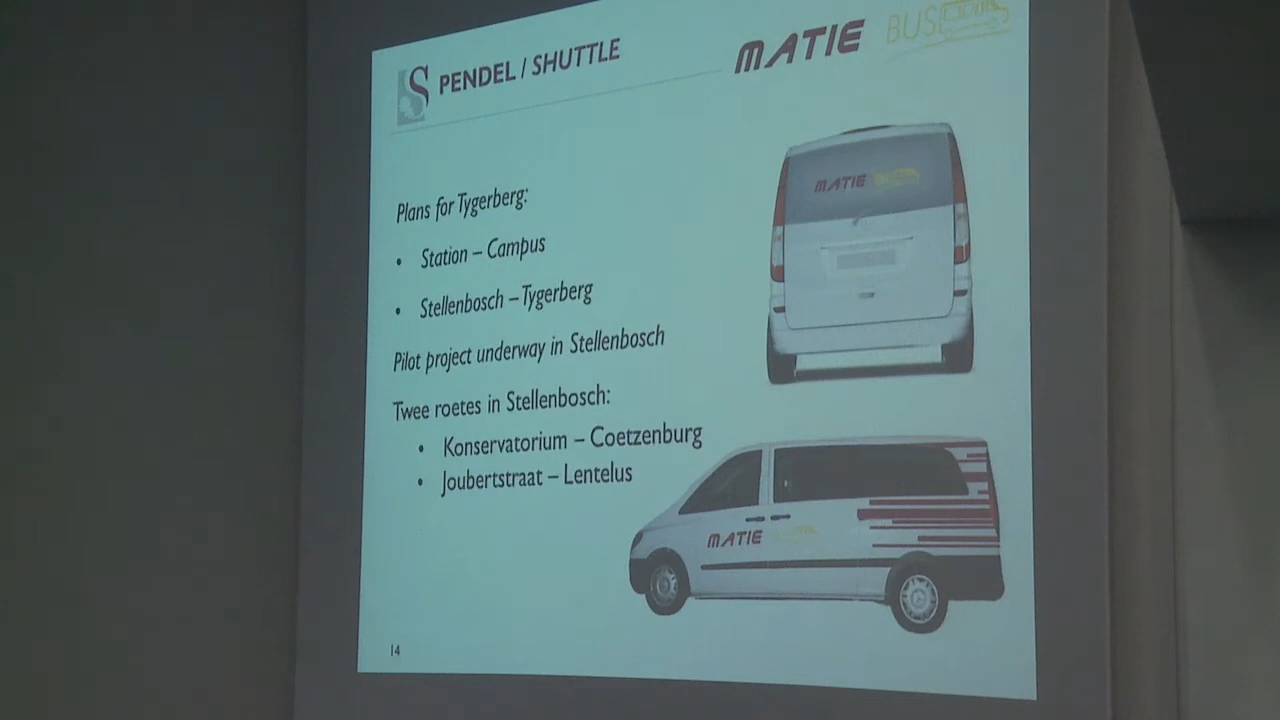 S PENDEL / SHUTTLE
MATIE BUS
MATIE
Plans for Tygerberg:
• Station – Campus
• Stellenbosch – Tygerberg
Pilot project underway in Stellenbosch
Twee roetes in Stellenbosch:
• Konservatorium – Coetzenburg
• Joubertstraat – Lentelus
MATIE
14